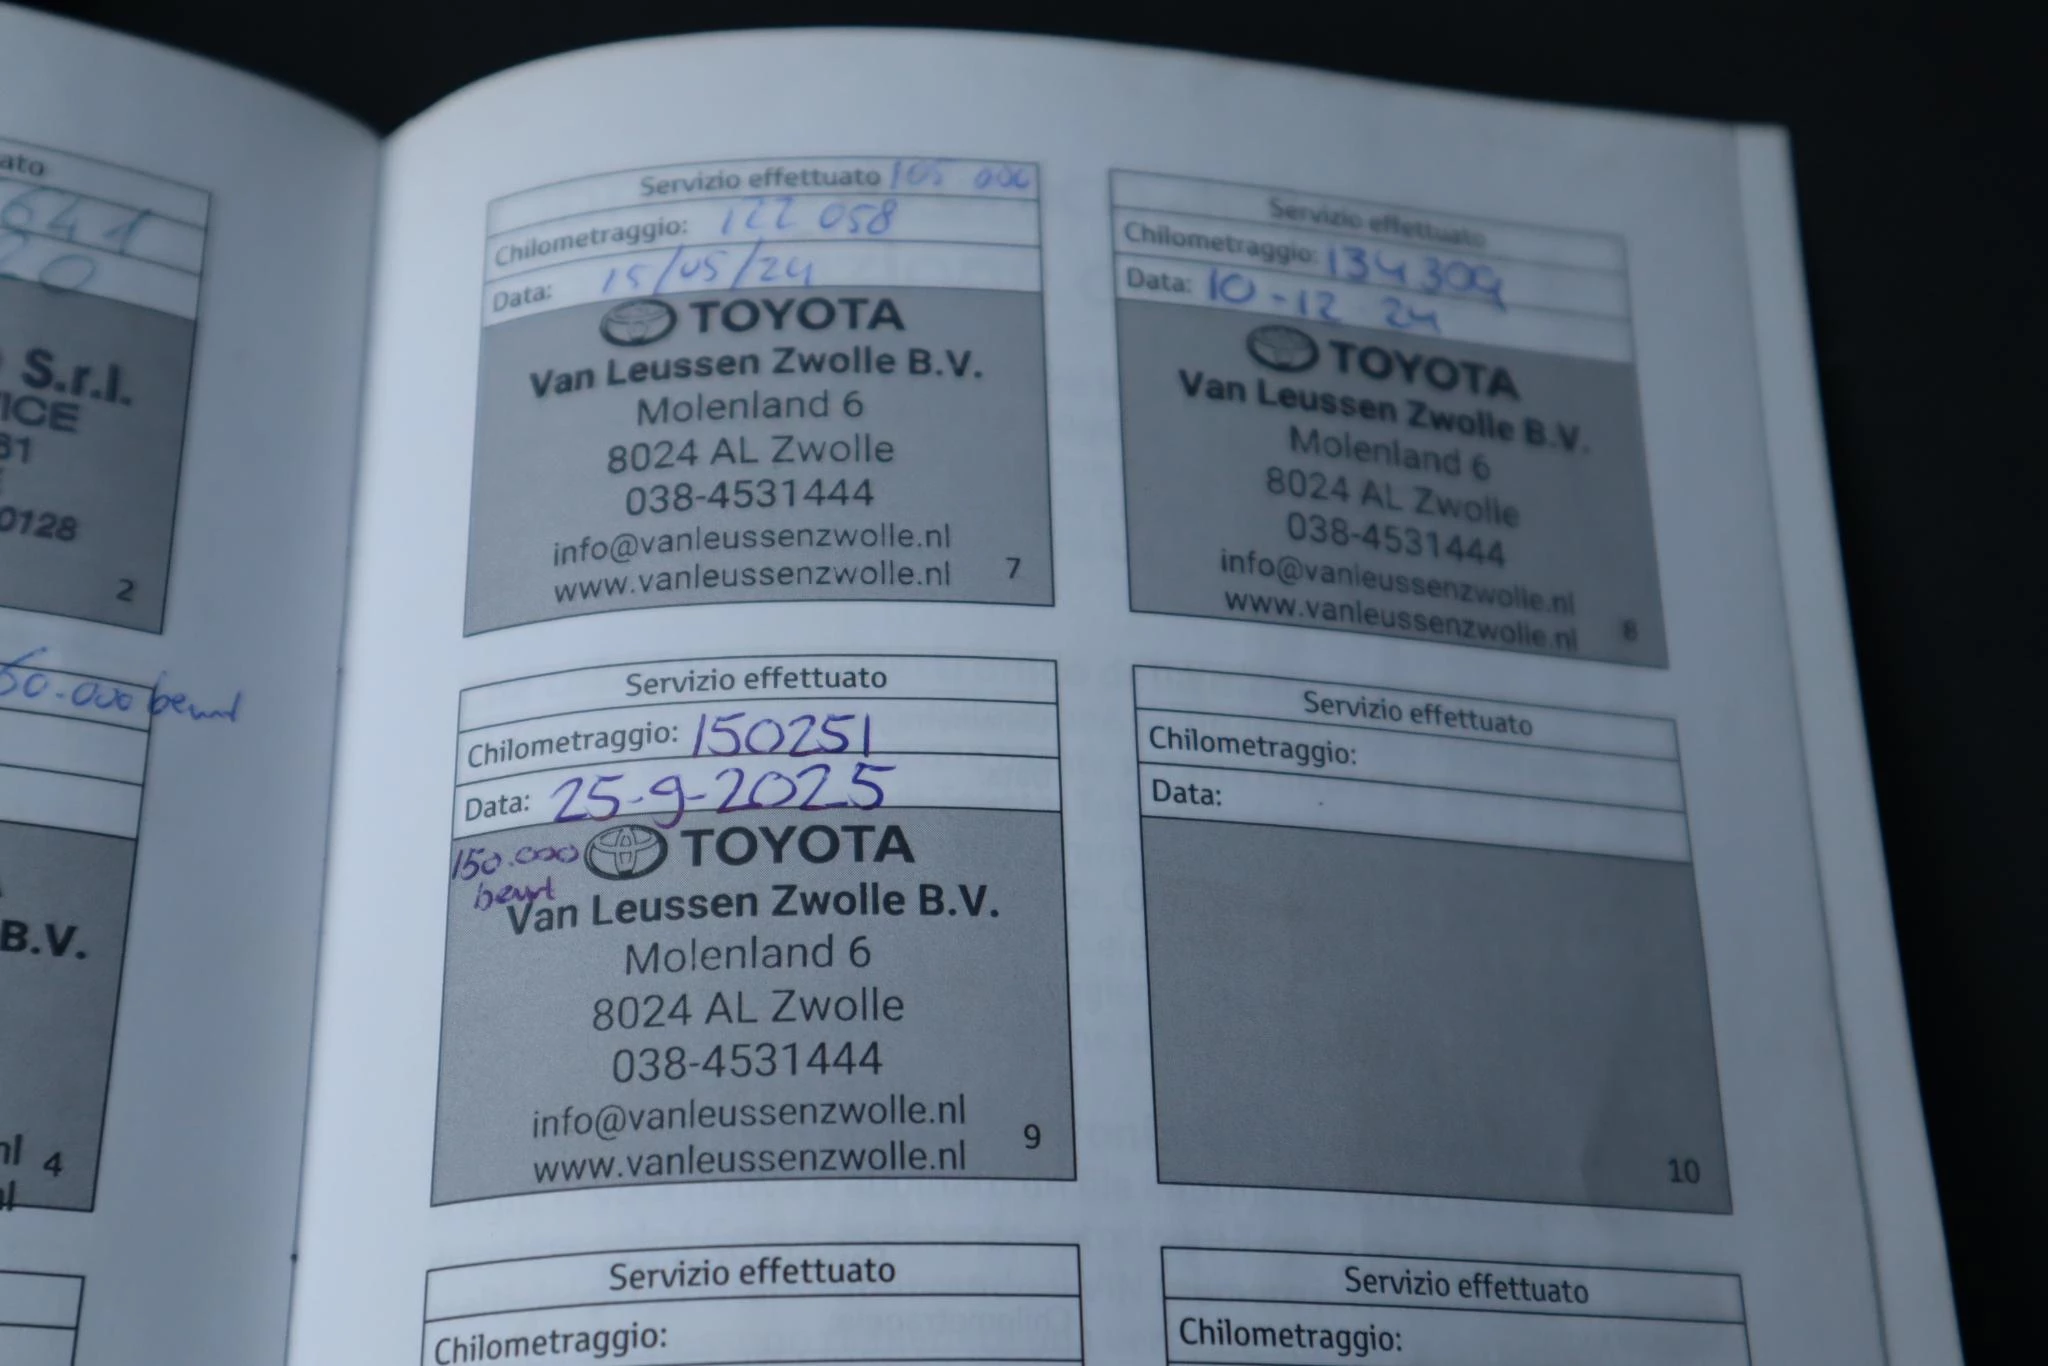 ato
641
20
S.r.l.
ICE
81
0128
2
50.000 beurt
B.V.
nl 4
Servizio effettuato 105 000
Chilometraggio: 122 058
Data: 15/05/24
TOYOTA
Van Leussen Zwolle B.V.
Molenland 6
8024 AL Zwolle
038-4531444
info@vanleussenzwolle.nl
www.vanleussenzwolle.nl 7
Servizio effettuato
Chilometraggio: 134309
Data: 10-12 24
TOYOTA
Van Leussen Zwolle B.V.
Molenland 6
8024 AL Zwolle
038-4531444
info@vanleussenzwolle.nl
www.vanleussenzwolle.nl 8
Servizio effettuato
Chilometraggio: 150251
Data: 25-9-2025
150.000
beurt
TOYOTA
Van Leussen Zwolle B.V.
Molenland 6
8024 AL Zwolle
038-4531444
info@vanleussenzwolle.nl
www.vanleussenzwolle.nl 9
Servizio effettuato
Chilometraggio:
Data:
10
Servizio effettuato
Chilometraggio:
Servizio effettuato
Chilometraggio: